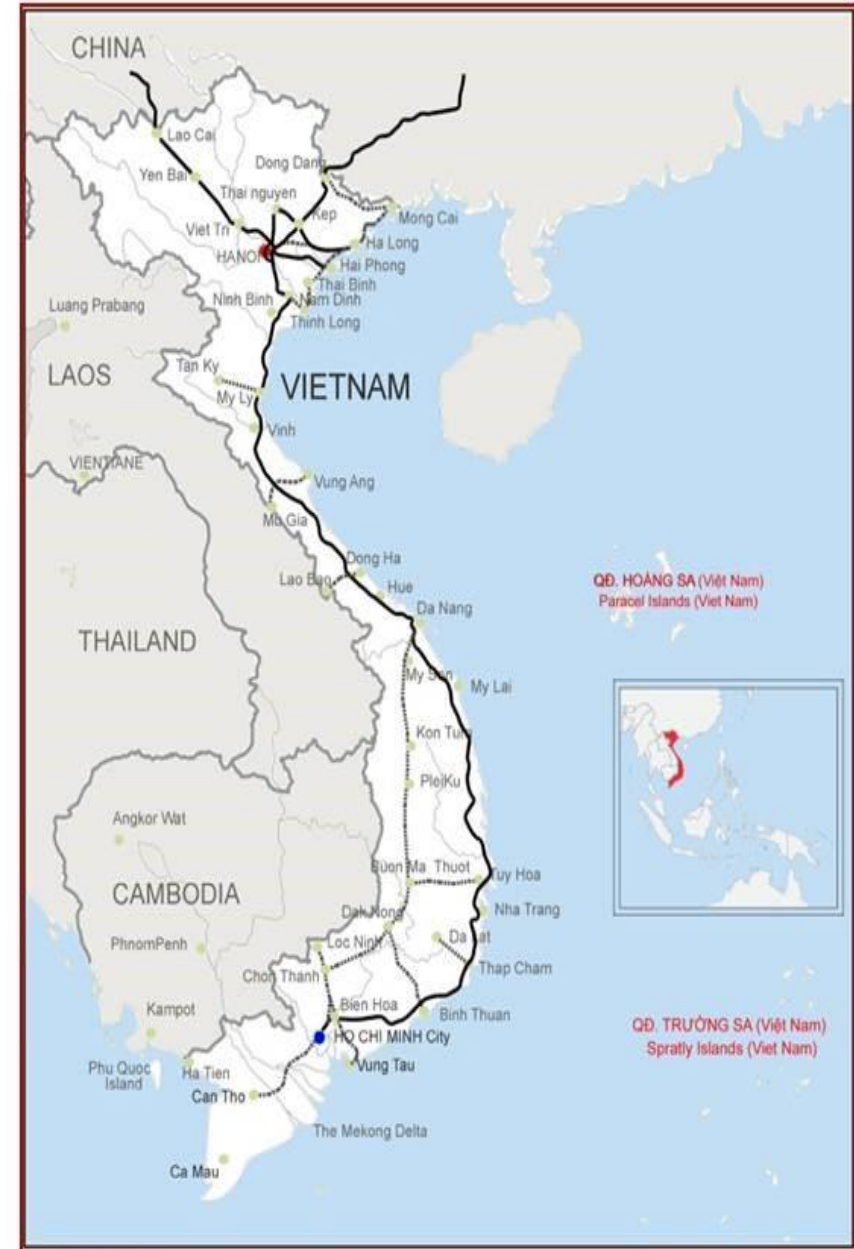 CHINA
Lao Cai
Yen Bai
Dong Dang
Thai nguyen
Kep
Mong Cai
Viet Tri
HANOI
Ha Long
Hai Phong
Thai Binh
Ninh Binh
Nam Dinh
Thinh Long
Luang Prabang
LAOS
Tan Ky
My Ly
VIETNAM
Vinh
VIENTIANE
Vung Ang
Mu Gia
Dong Ha
Lao Bao
Hue
Da Nang
QĐ. HOÀNG SA (Việt Nam)
Paracel Islands (Viet Nam)
THAILAND
My Son
My Lai
Kon Tum
PleiKu
Angkor Wat
Buon Ma Thuot
Tuy Hoa
CAMBODIA
Dak Nong
Nha Trang
PhnomPenh
Loc Ninh
Da Lat
Chon Thanh
Thap Cham
Kampot
Bien Hoa
Binh Thuan
HO CHI MINH City
QĐ. TRƯỜNG SA (Việt Nam)
Spratly Islands (Viet Nam)
Phu Quoc
Island
Ha Tien
Vung Tau
Can Tho
The Mekong Delta
Ca Mau